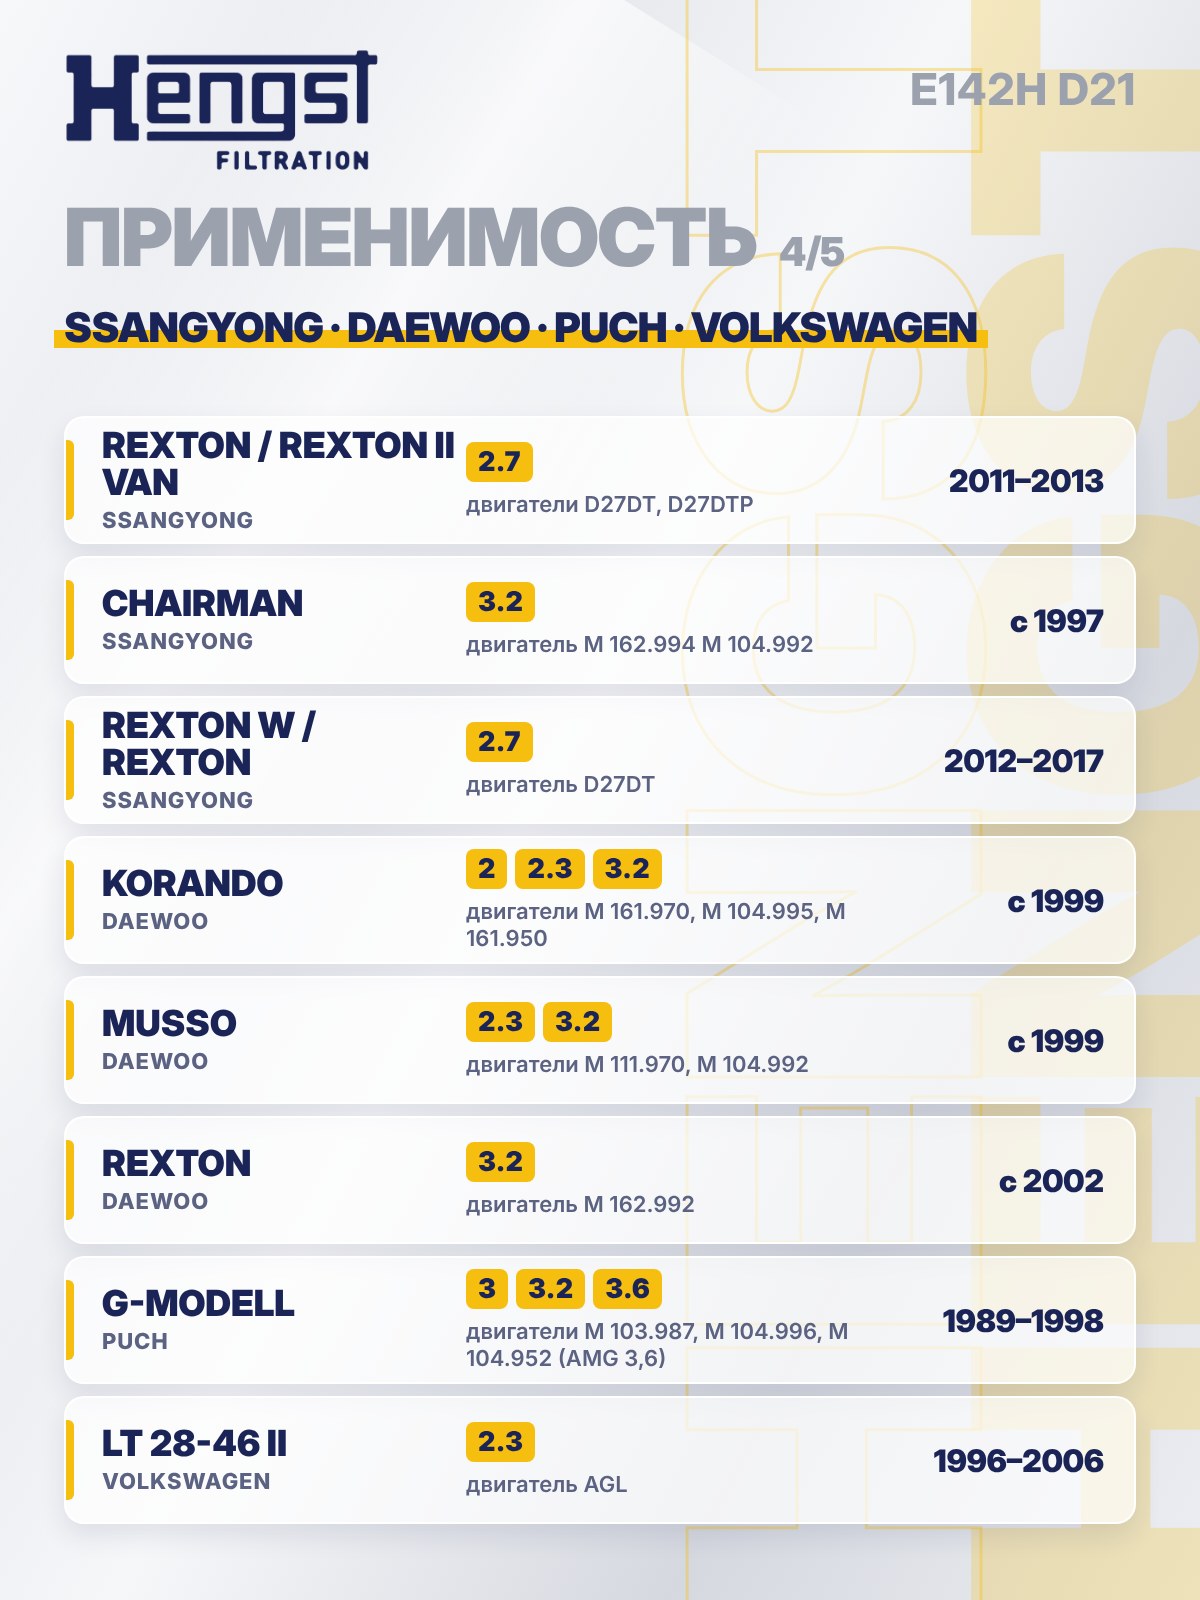 Hengst
FILTRATION
E142H D21
ПРИМЕНИМОСТЬ 4/5
SSANGYONG · DAEWOO · PUCH · VOLKSWAGEN
REXTON / REXTON II
VAN
SSANGYONG
2.7
двигатели D27DT, D27DTP
2011–2013
CHAIRMAN
SSANGYONG
3.2
двигатель M 162.994 M 104.992
с 1997
REXTON W /
REXTON
SSANGYONG
2.7
двигатель D27DT
2012–2017
KORANDO
DAEWOO
2 2.3 3.2
двигатели M 161.970, M 104.995, M
161.950
с 1999
MUSSO
DAEWOO
2.3 3.2
двигатели M 111.970, M 104.992
с 1999
REXTON
DAEWOO
3.2
двигатель M 162.992
с 2002
G-MODELL
PUCH
3 3.2 3.6
двигатели M 103.987, M 104.996, M
104.952 (AMG 3,6)
1989–1998
LT 28-46 II
VOLKSWAGEN
2.3
двигатель AGL
1996–2006
HENGST
HENGST